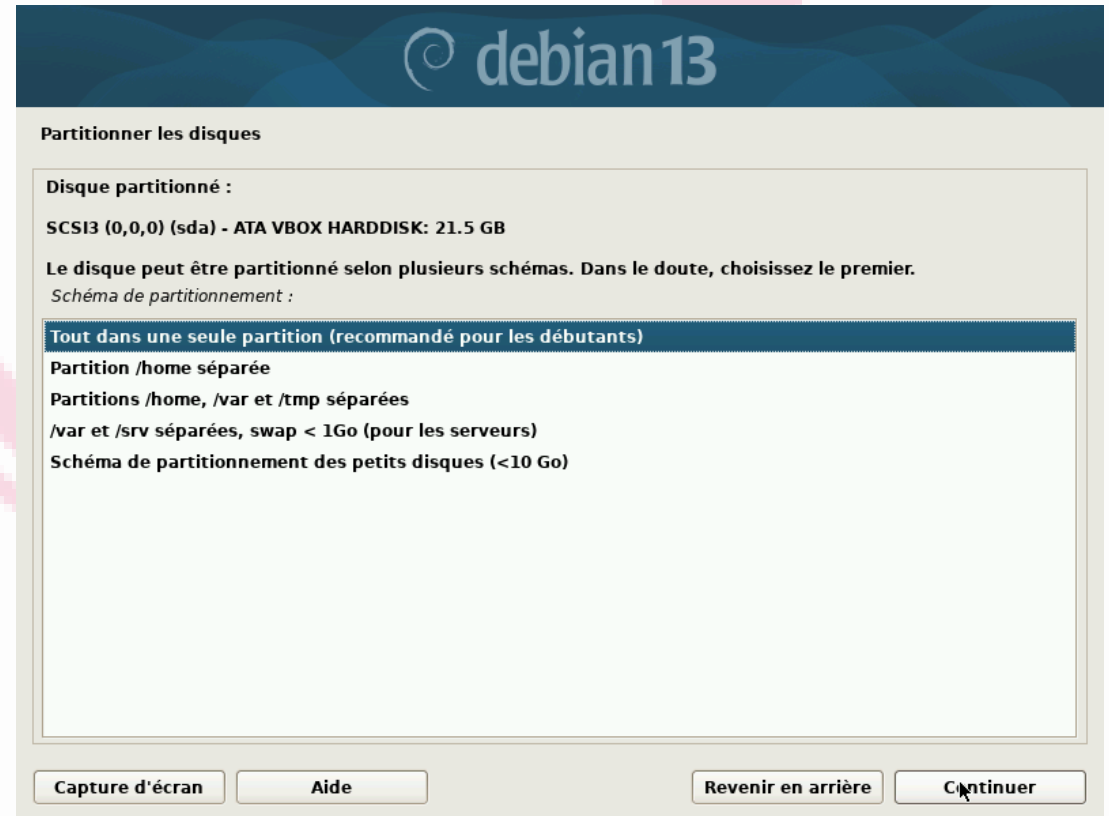 debian 13
Partitionner les disques
Disque partitionné :
SCSI3 (0,0,0) (sda) - ATA VBOX HARDDISK: 21.5 GB
Le disque peut être partitionné selon plusieurs schémas. Dans le doute, choisissez le premier.
Schéma de partitionnement :
Tout dans une seule partition (recommandé pour les débutants)
Partition /home séparée
Partitions /home, /var et /tmp séparées
/var et /srv séparées, swap < 1Go (pour les serveurs)
Schéma de partitionnement des petits disques (<10 Go)
Capture d'écran Aide Revenir en arrière Continuer